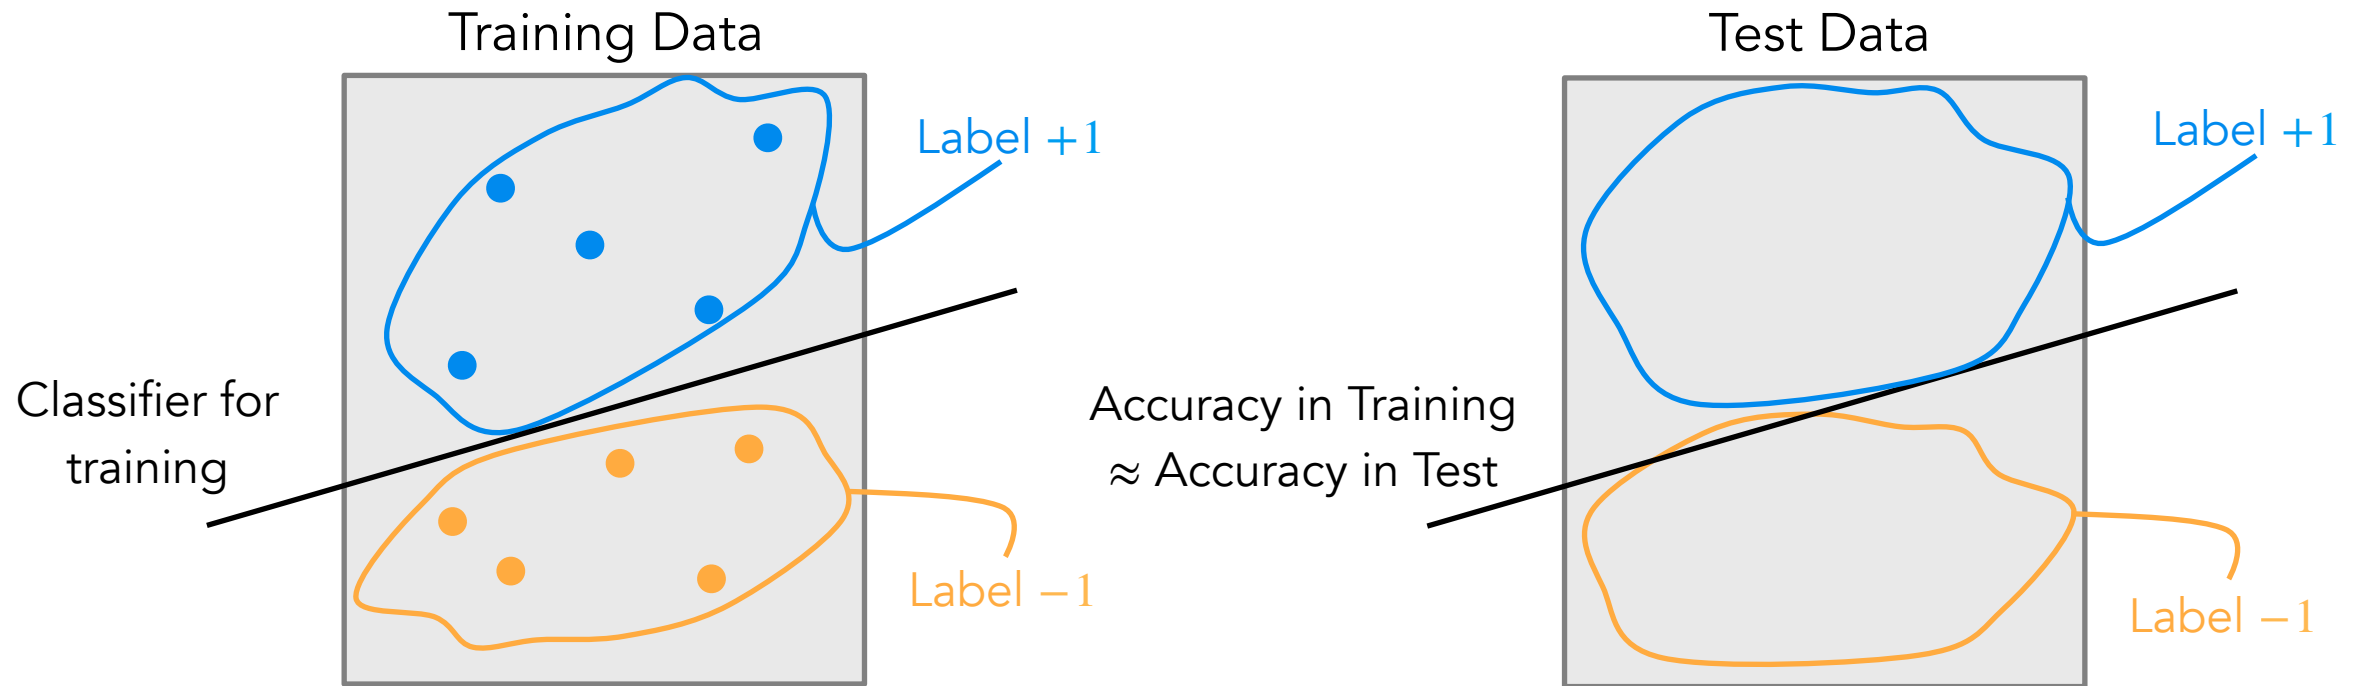 Training Data
Label +1
Classifier for
training
Label −1
Accuracy in Training
≈ Accuracy in Test
Test Data
Label +1
Label −1